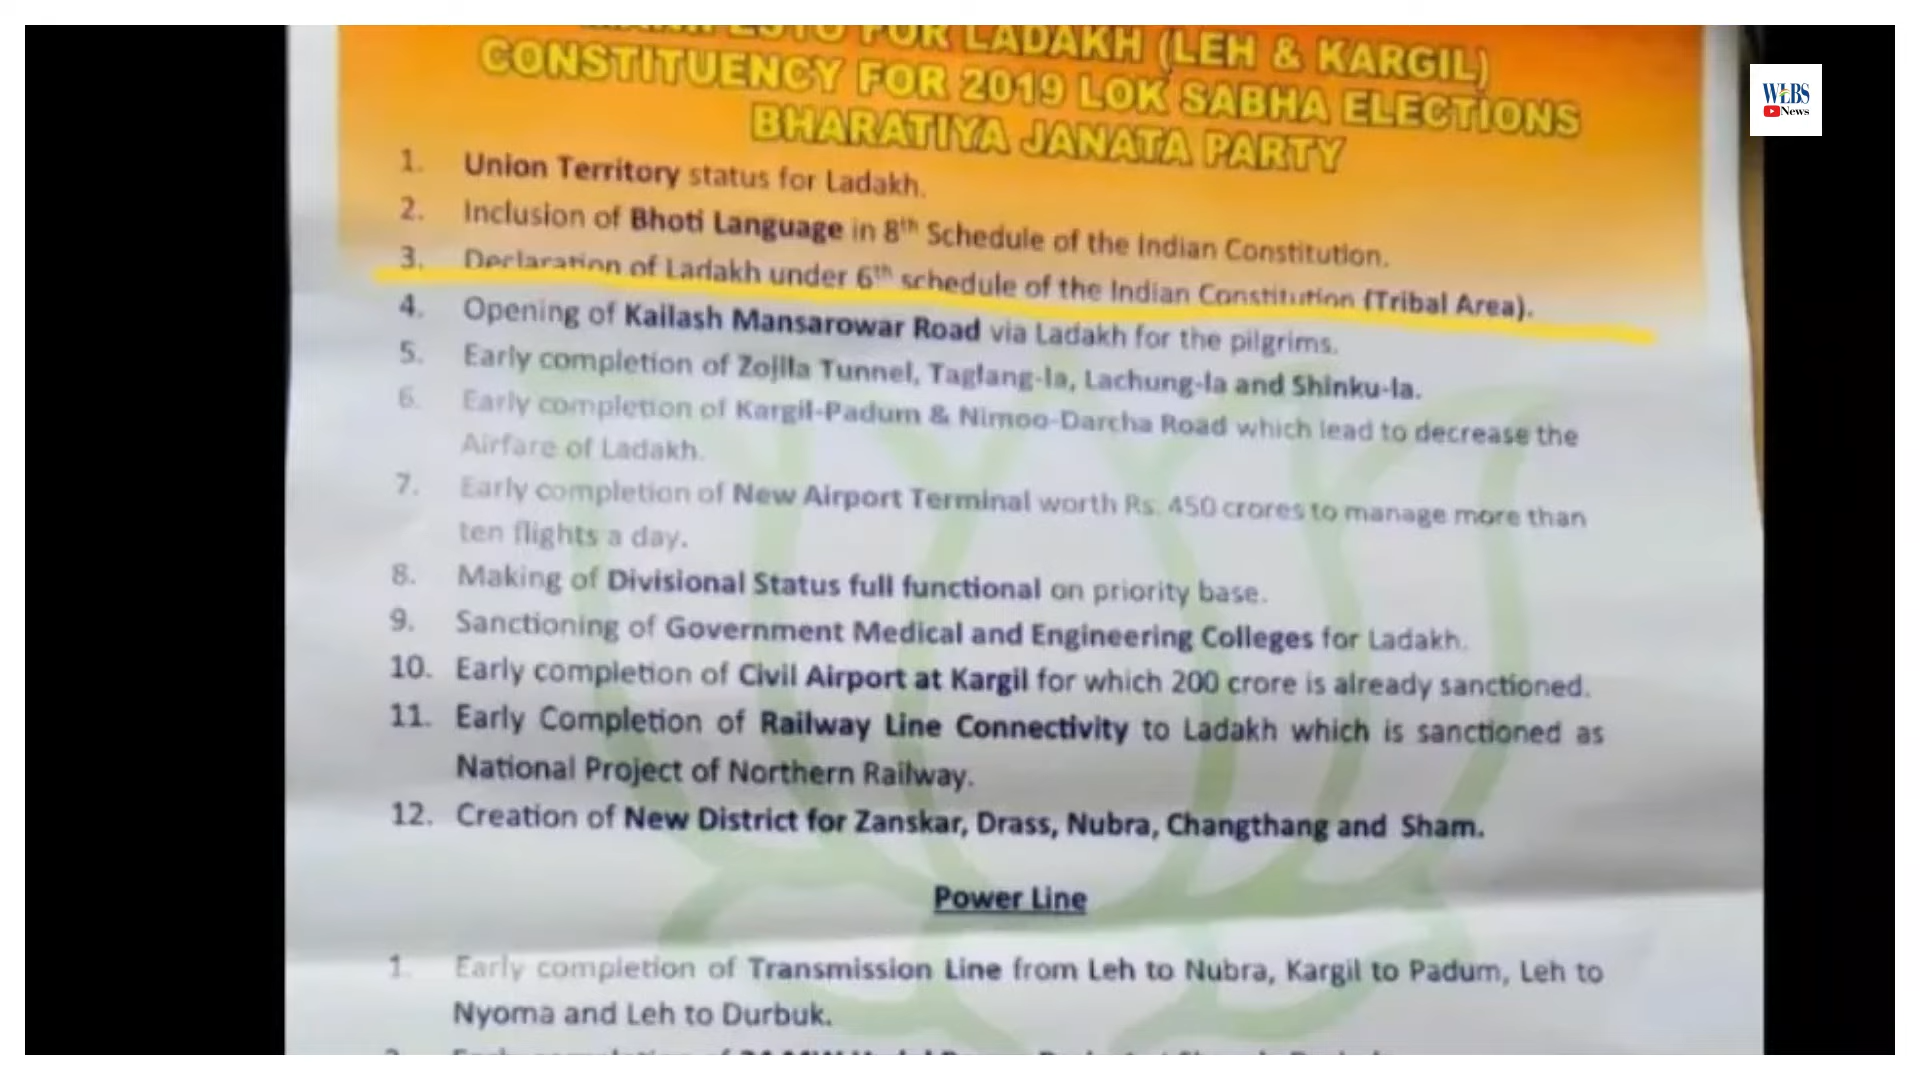 MANIFESTO FOR LADAKH (LEH & KARGIL)
CONSTITUENCY FOR 2019 LOK SABHA ELECTIONS
BHARATIYA JANATA PARTY
WEBS
News
1. Union Territory status for Ladakh.
2. Inclusion of Bhoti Language in 8th Schedule of the Indian Constitution.
3. Declaration of Ladakh under 6th schedule of the Indian Constitution (Tribal Area).
4. Opening of Kailash Mansarowar Road via Ladakh for the pilgrims.
5. Early completion of Zojila Tunnel, Taglang-la, Lachung-la and Shinku-la.
6. Early completion of Kargil-Padum & Nimoo-Darcha Road which lead to decrease the
Airfare of Ladakh.
7. Early completion of New Airport Terminal worth Rs. 450 crores to manage more than
ten flights a day.
8. Making of Divisional Status full functional on priority base.
9. Sanctioning of Government Medical and Engineering Colleges for Ladakh.
10. Early completion of Civil Airport at Kargil for which 200 crore is already sanctioned.
11. Early Completion of Railway Line Connectivity to Ladakh which is sanctioned as
National Project of Northern Railway.
12. Creation of New District for Zanskar, Drass, Nubra, Changthang and Sham.
Power Line
1. Early completion of Transmission Line from Leh to Nubra, Kargil to Padum, Leh to
Nyoma and Leh to Durbuk.